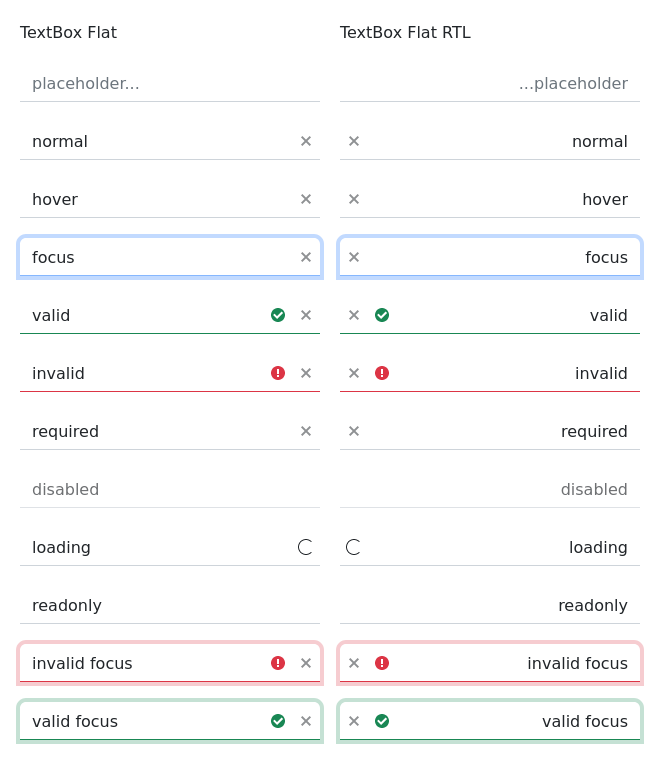 TextBox Flat
placeholder...
normal
hover
focus
valid
invalid
required
disabled
loading
readonly
invalid focus
valid focus
TextBox Flat RTL
...placeholder
normal
hover
focus
valid
invalid
required
disabled
loading
readonly
invalid focus
valid focus